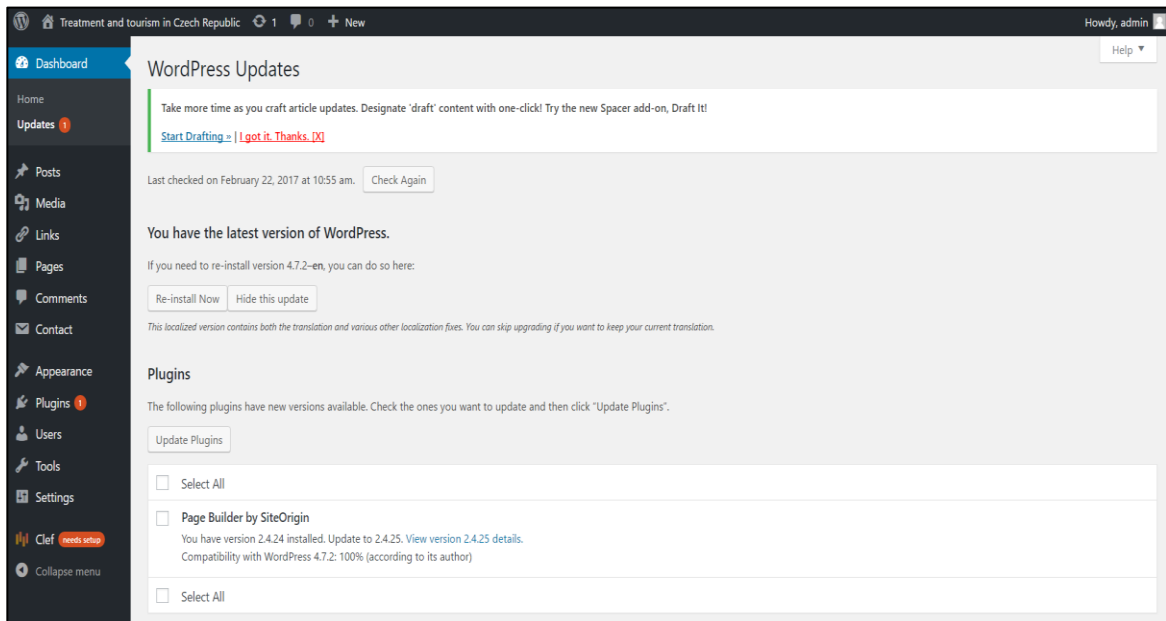 Treatment and tourism in Czech Republic 1 0 New Howdy, admin
Help ▼
Dashboard
Home
Updates 1
Posts
Media
Links
Pages
Comments
Contact
Appearance
Plugins 1
Users
Tools
Settings
Clef needs setup
Collapse menu
WordPress Updates
Take more time as you craft article updates. Designate 'draft' content with one-click! Try the new Spacer add-on, Draft It!
Start Drafting » | I got it. Thanks. [X]
Last checked on February 22, 2017 at 10:55 am. Check Again
You have the latest version of WordPress.
If you need to re-install version 4.7.2–en, you can do so here:
Re-install Now Hide this update
This localized version contains both the translation and various other localization fixes. You can skip upgrading if you want to keep your current translation.
Plugins
The following plugins have new versions available. Check the ones you want to update and then click “Update Plugins”.
Update Plugins
Select All
Page Builder by SiteOrigin
You have version 2.4.24 installed. Update to 2.4.25. View version 2.4.25 details.
Compatibility with WordPress 4.7.2: 100% (according to its author)
Select All